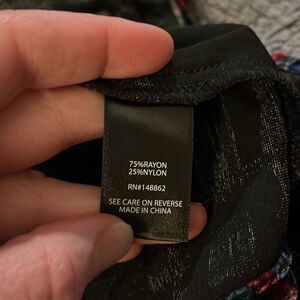 75%RAYON
25%NYLON
RN#148862
SEE CARE ON REVERSE
MADE IN CHINA